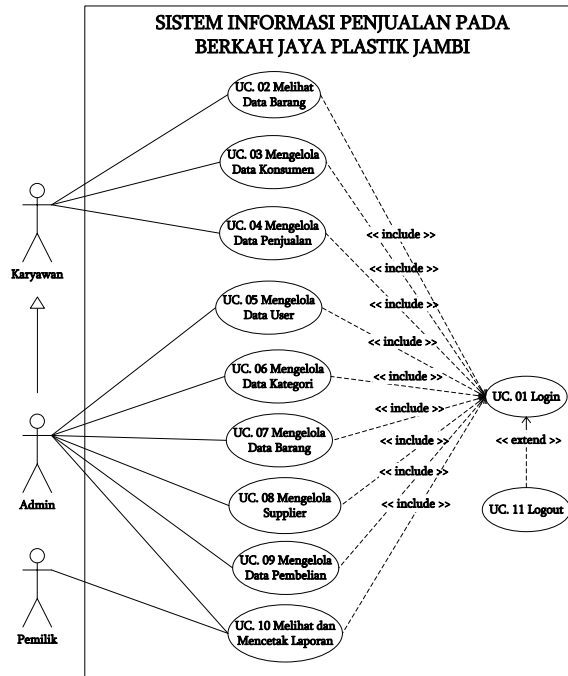 SISTEM INFORMASI PENJUALAN PADA
BERKAH JAYA PLASTIK JAMBI
UC. 02 Melihat
Data Barang
UC. 03 Mengelola
Data Konsumen
UC. 04 Mengelola
Data Penjualan
<< include >>
Karyawan
<< include >>
UC. 05 Mengelola
Data User
<< include >>
<< include >>
UC. 06 Mengelola
Data Kategori
UC. 01 Login
<< include >>
UC. 07 Mengelola
Data Barang
<< include >>
<< extend >>
<< include >>
Admin
UC. 08 Mengelola
Supplier
<< include >>
UC. 11 Logout
UC. 09 Mengelola
Data Pembelian
Pemilik
UC. 10 Melihat dan
Mencetak Laporan